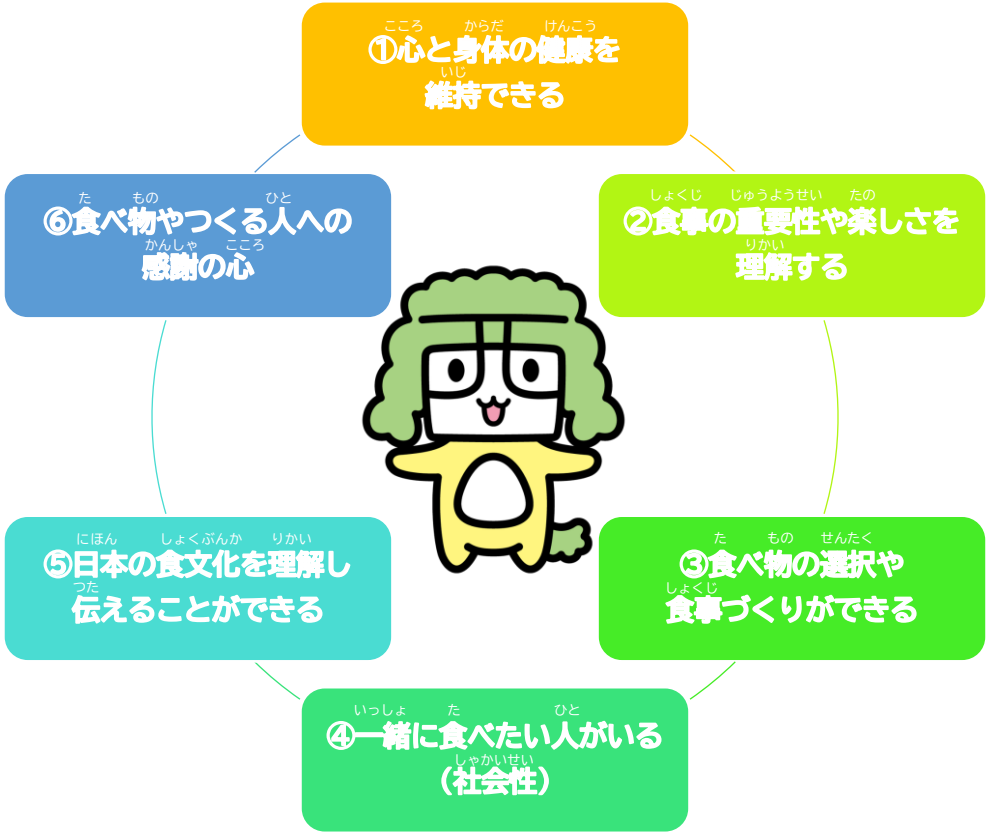 こころ からだ けんこう
①心と身体の健康を
いじ
維持できる
しょくじ じゅうようせい たの
②食事の重要性や楽しさを
りかい
理解する
た もの せんたく
③食べ物の選択や
しょくじ
食事づくりができる
いっしょ た ひと
④一緒に食べたい人がいる
しゃかいせい
（社会性）
にほん しょくぶんか りかい
⑤日本の食文化を理解し
つた
伝えることができる
た もの ひと
⑥食べ物やつくる人への
かんしゃ こころ
感謝の心